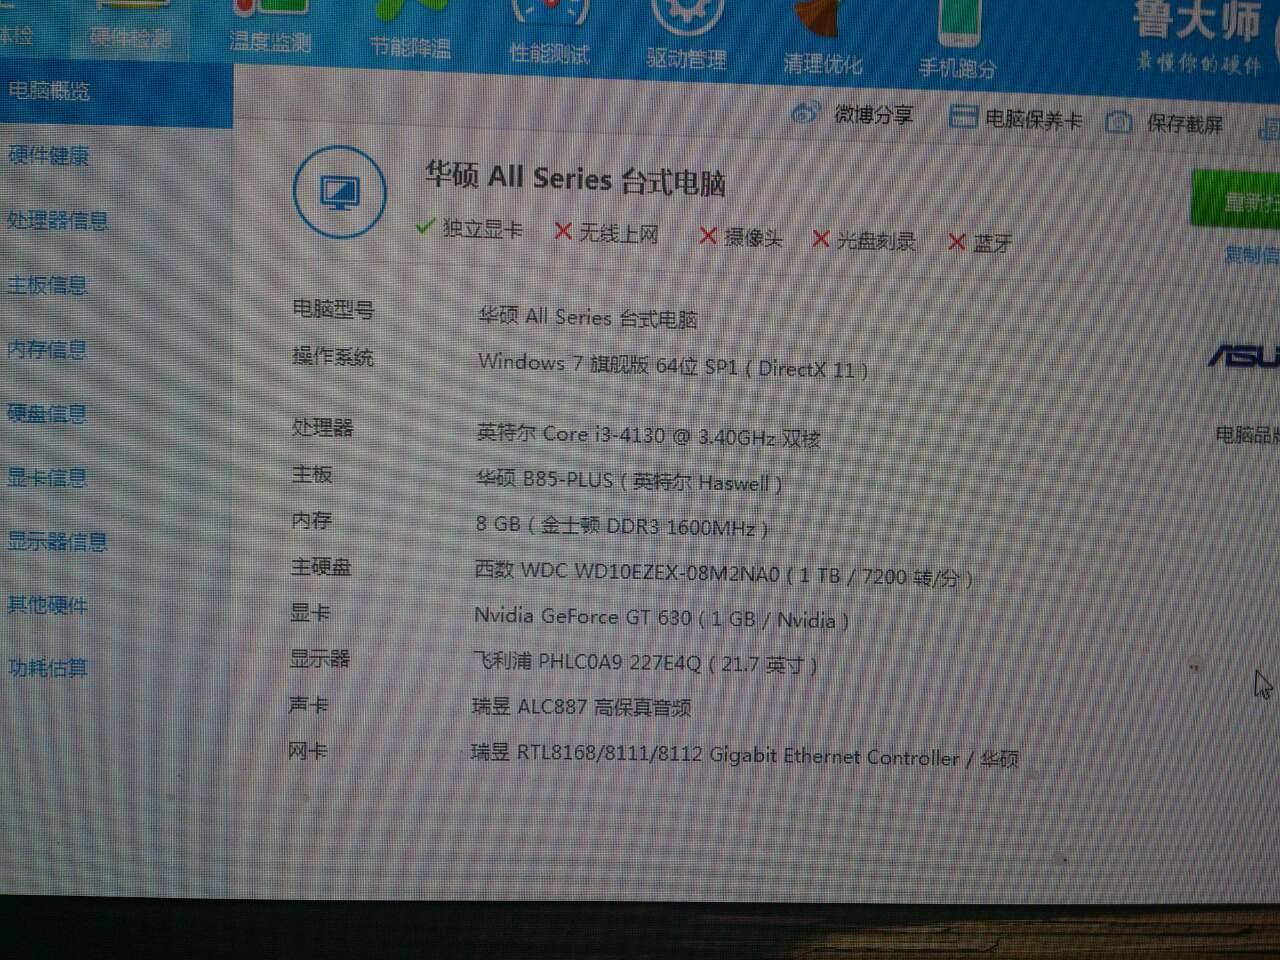 体检 硬件检测 温度监测 节能降温 性能测试 驱动管理 清理优化 手机跑分 鲁大师
最懂你的硬件
电脑概览
微博分享 电脑保养卡 保存截屏
硬件健康
处理器信息
主板信息
内存信息
硬盘信息
显卡信息
显示器信息
其他硬件
功耗估算
华硕 All Series 台式电脑
独立显卡 无线上网 摄像头 光盘刻录 蓝牙
重新扫
复制信
电脑型号 华硕 All Series 台式电脑
操作系统 Windows 7 旗舰版 64位 SP1 ( DirectX 11 )
处理器 英特尔 Core i3-4130 @ 3.40GHz 双核
主板 华硕 B85-PLUS ( 英特尔 Haswell )
内存 8 GB ( 金士顿 DDR3 1600MHz )
主硬盘 西数 WDC WD10EZEX-08M2NA0 ( 1 TB / 7200 转/分 )
显卡 Nvidia GeForce GT 630 ( 1 GB / Nvidia )
显示器 飞利浦 PHLC0A9 227E4Q ( 21.7 英寸 )
声卡 瑞昱 ALC887 高保真音频
网卡 瑞昱 RTL8168/8111/8112 Gigabit Ethernet Controller / 华硕
ASU
电脑品牌